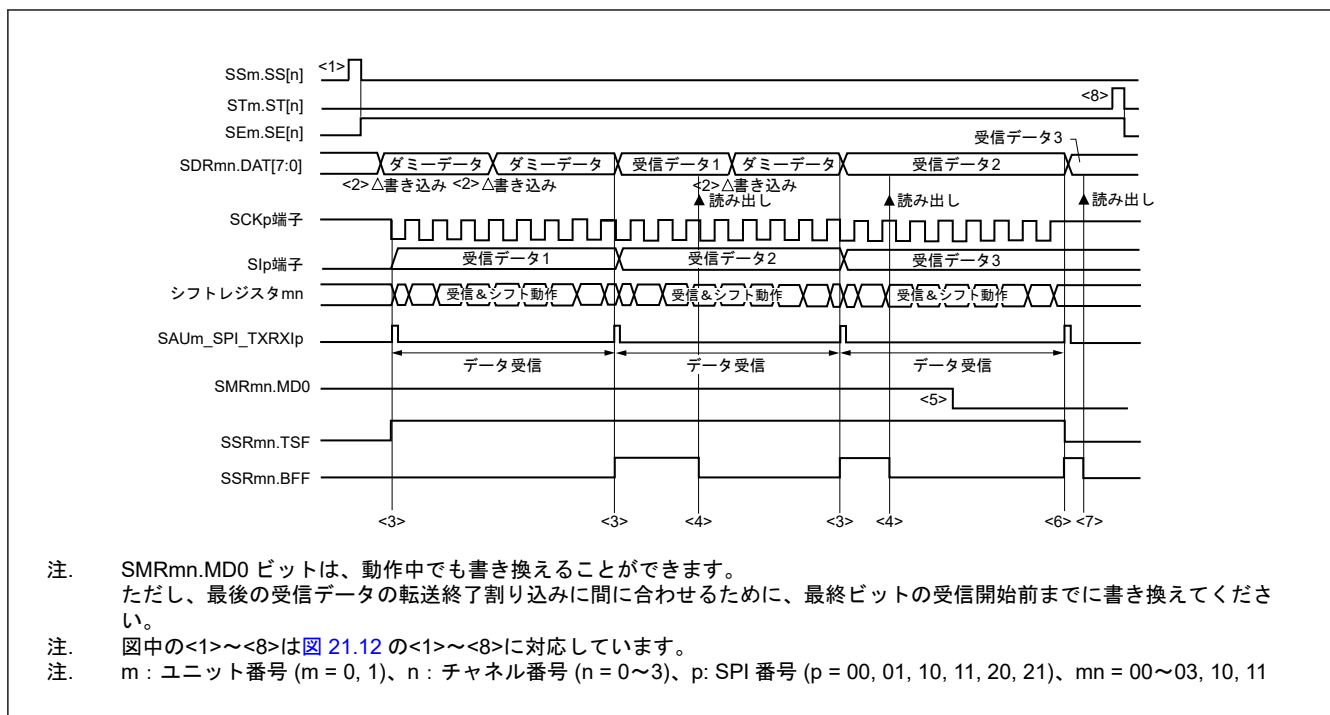 <1>
SSm.SS[n]
STm.ST[n]
<8>
SEm.SE[n]
受信データ3
SDRmn.DAT[7:0]
ダミーデータ ダミーデータ 受信データ1 ダミーデータ 受信データ2
<2>△書き込み <2>△書き込み <2>△書き込み
▲読み出し ▲読み出し ▲読み出し
SCKp端子
SIp端子 受信データ1 受信データ2 受信データ3
シフトレジスタmn 受信&シフト動作 受信&シフト動作 受信&シフト動作
SAUm_SPI_TXRXIp
データ受信 データ受信 データ受信
SMRmn.MD0
<5>
SSRmn.TSF
SSRmn.BFF
<3> <3> <4> <3> <4> <6> <7>
注. SMRmn.MD0 ビットは、動作中でも書き換えることができます。
ただし、最後の受信データの転送終了割り込みに間に合わせるために、最終ビットの受信開始前までに書き換えてくださ
い。
注. 図中の<1>～<8>は図 21.12 の<1>～<8>に対応しています。
注. m：ユニット番号 (m = 0, 1)、n：チャネル番号 (n = 0～3)、p: SPI 番号 (p = 00, 01, 10, 11, 20, 21)、mn = 00～03, 10, 11